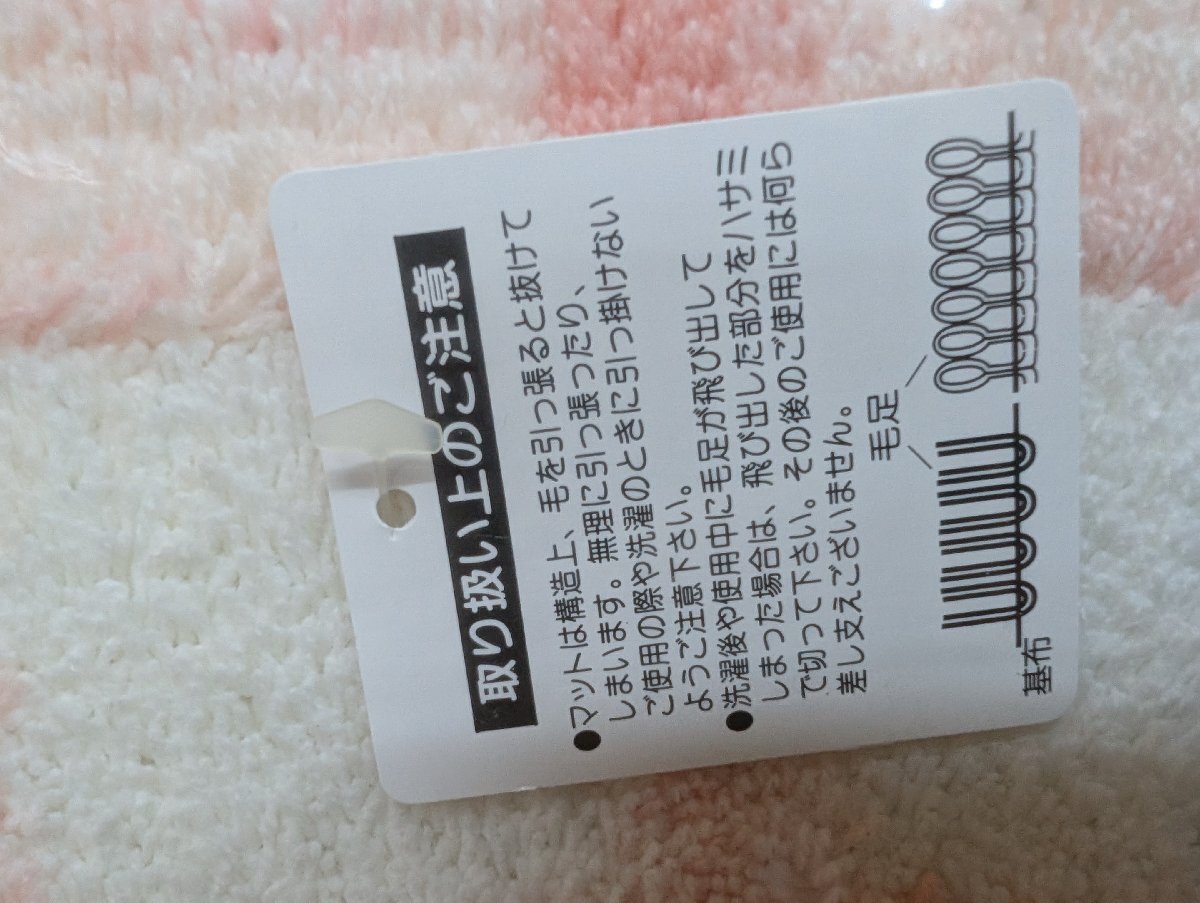 取り扱い上のご注意
●マットは構造上、毛を引っ張ると抜けて
しまいます。無理に引っ張ったり、
ご使用の際や洗濯のときに引っ掛けない
ようご注意下さい。
●洗濯後や使用中に毛足が飛び出して
しまった場合は、飛び出した部分をハサミ
で切って下さい。その後のご使用には何ら
差し支えございません。
毛足
基布